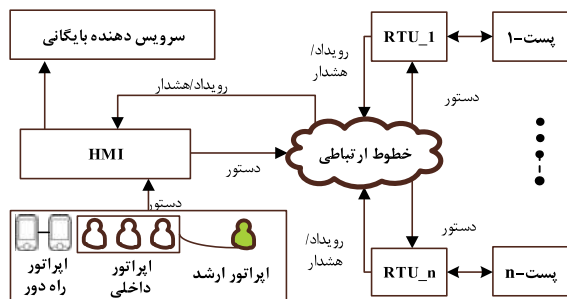 سرویس دهنده بایگانی
رویداد/
هشدار
RTU_1
پست-۱
رویداد/هشدار
دستور
HMI
دستور
خطوط ارتباطی
دستور
رویداد/
هشدار
دستور
اپراتور
راه دور
اپراتور
داخلی
اپراتور ارشد
RTU_n
پست-n